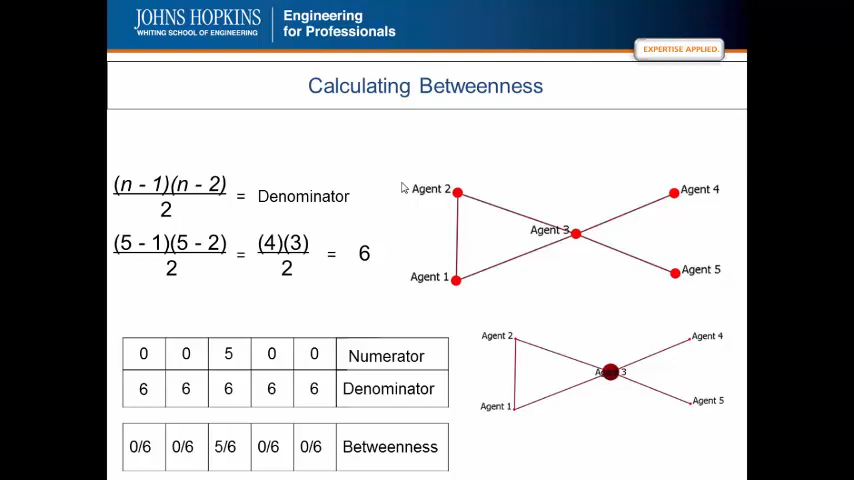 JOHNS HOPKINS
WHITING SCHOOL OF ENGINEERING
Engineering
for Professionals
EXPERTISE APPLIED.
Calculating Betweenness
(n - 1)(n - 2)
2
= Denominator
(5 - 1)(5 - 2)
2
= (4)(3)
2
= 6
Agent 2
Agent 4
Agent 3
Agent 1
Agent 5
0 0 5 0 0 Numerator
6 6 6 6 6 Denominator
0/6 0/6 5/6 0/6 0/6 Betweenness
Agent 2
Agent 4
3
Agent 1
Agent 5